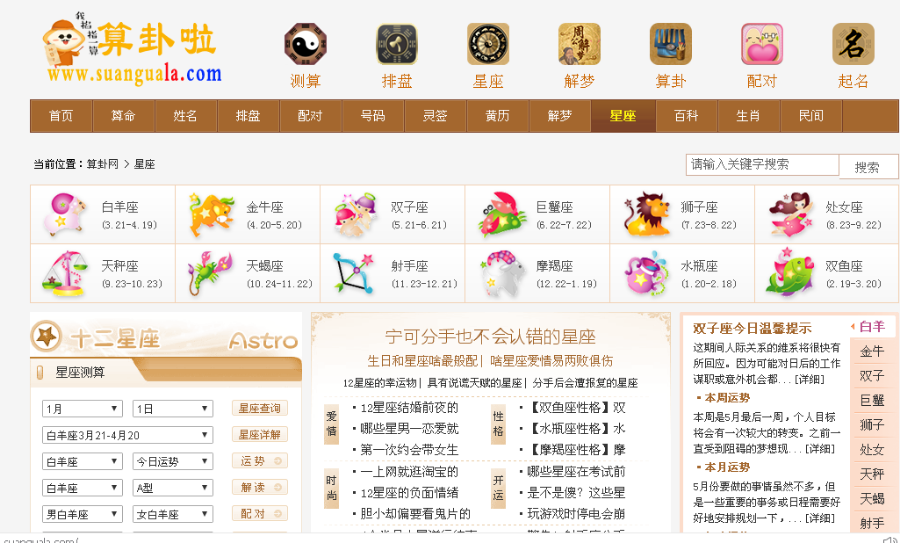 我掐指一算
算卦啦
www.suanguala.com
测算 排盘 星座 解梦 算卦 配对 起名
周公解梦
名
首页 算命 姓名 排盘 配对 号码 灵签 黄历 解梦 星座 百科 生肖 民间
当前位置：算卦网 > 星座
请输入关键字搜索 搜索
白羊座 金牛座 双子座 巨蟹座 狮子座 处女座
(3.21-4.19) (4.20-5.20) (5.21-6.21) (6.22-7.22) (7.23-8.22) (8.23-9.22)
天秤座 天蝎座 射手座 摩羯座 水瓶座 双鱼座
(9.23-10.23) (10.24-11.22) (11.23-12.21) (12.22-1.19) (1.20-2.18) (2.19-3.20)
十二星座 Astro
星座测算
1月 1日 星座查询
白羊座3月21-4月20 星座详解
白羊座 今日运势 运势
白羊座 A型 解读
男白羊座 女白羊座 配对
宁可分手也不会认错的星座
生日和星座啥最般配| 啥星座爱情易两败俱伤
12星座的幸运物| 具有说谎天赋的星座| 分手后会遭报复的星座
爱情
· 12星座结婚前夜的
· 哪些星男一恋爱就
· 第一次约会带女生
性格
· 【双鱼座性格】双
· 【水瓶座性格】水
· 【摩羯座性格】摩
时尚
· 一上网就逛淘宝的
· 12星座的负面情绪
· 胆小却偏要看鬼片的
开运
· 哪些星座在考试前
· 是不是傻？这些星
· 玩游戏时停电会崩
双子座今日温馨提示
这期间人际关系的维系将很快有
所回应。因为可能对日后的工作
谋职或意外机会都...[详细]
· 本周运势
本周是5月最后一周，个人目标
将会有一次较大的转变。之前一
直受到阻碍的梦想现...[详细]
· 本月运势
5月份要做的事情虽然不多，但
是一些重要的事务或日程需要好
好地安排规划一下，...[详细]
白羊
金牛
双子
巨蟹
狮子
处女
天秤
天蝎
射手
suanguala.com/